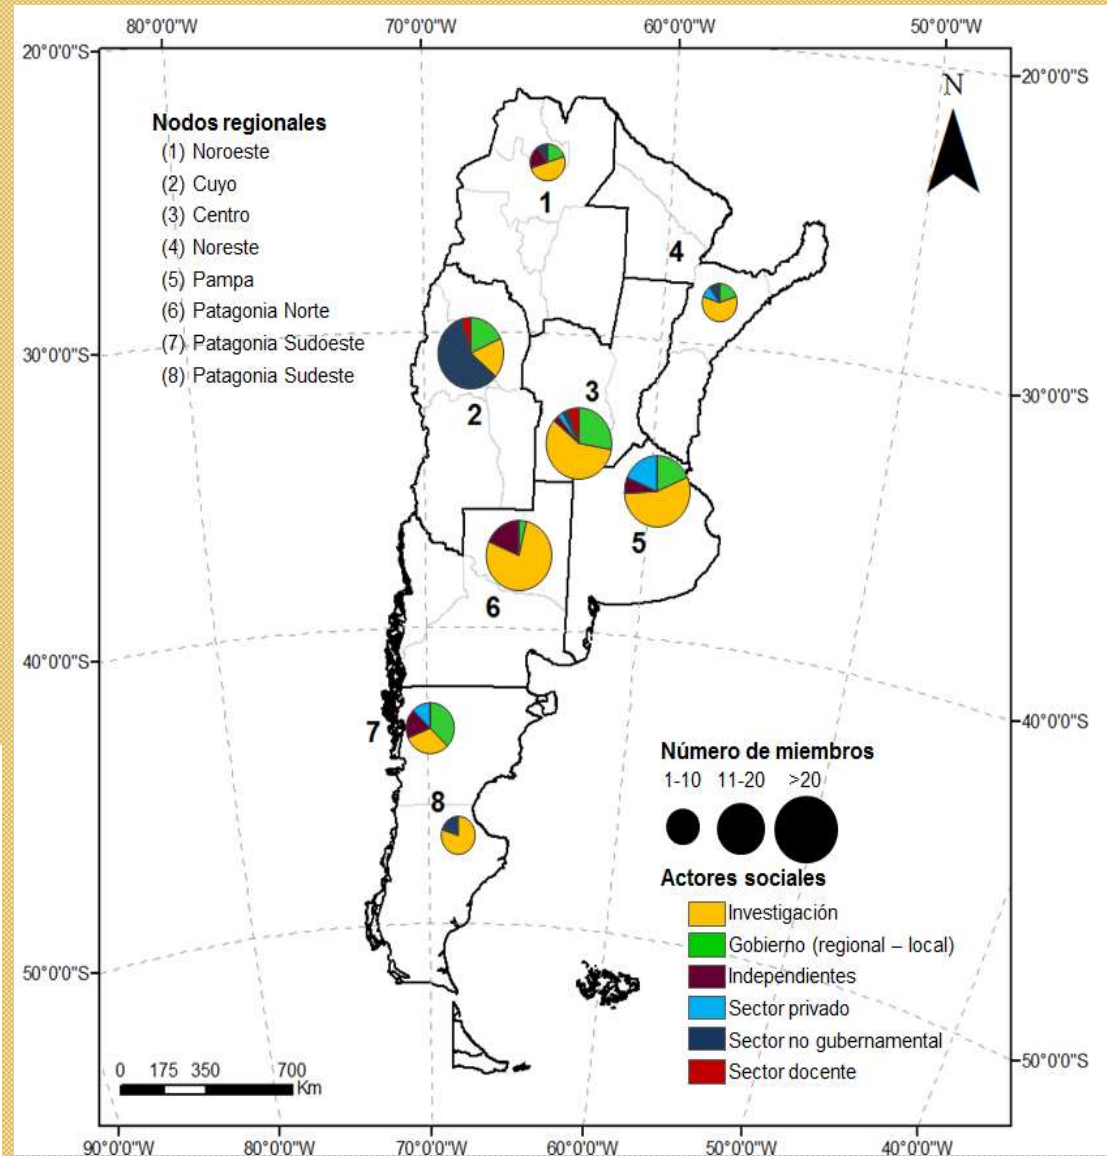 80°0'0"W 70°0'0"W 60°0'0"W 50°0'0"W
20°0'0"S
20°0'0"S
N
Nodos regionales
(1) Noroeste
(2) Cuyo
(3) Centro
(4) Noreste
(5) Pampa
(6) Patagonia Norte
(7) Patagonia Sudoeste
(8) Patagonia Sudeste
1
4
30°0'0"S
30°0'0"S
3
2
5
6
40°0'0"S
40°0'0"S
7
8
Número de miembros
1-10 11-20 >20
Actores sociales
Investigación
Gobierno (regional – local)
Independientes
Sector privado
Sector no gubernamental
Sector docente
50°0'0"S
50°0'0"S
0 175 350 700
Km
90°0'0"W 80°0'0"W 70°0'0"W 60°0'0"W 50°0'0"W 40°0'0"W